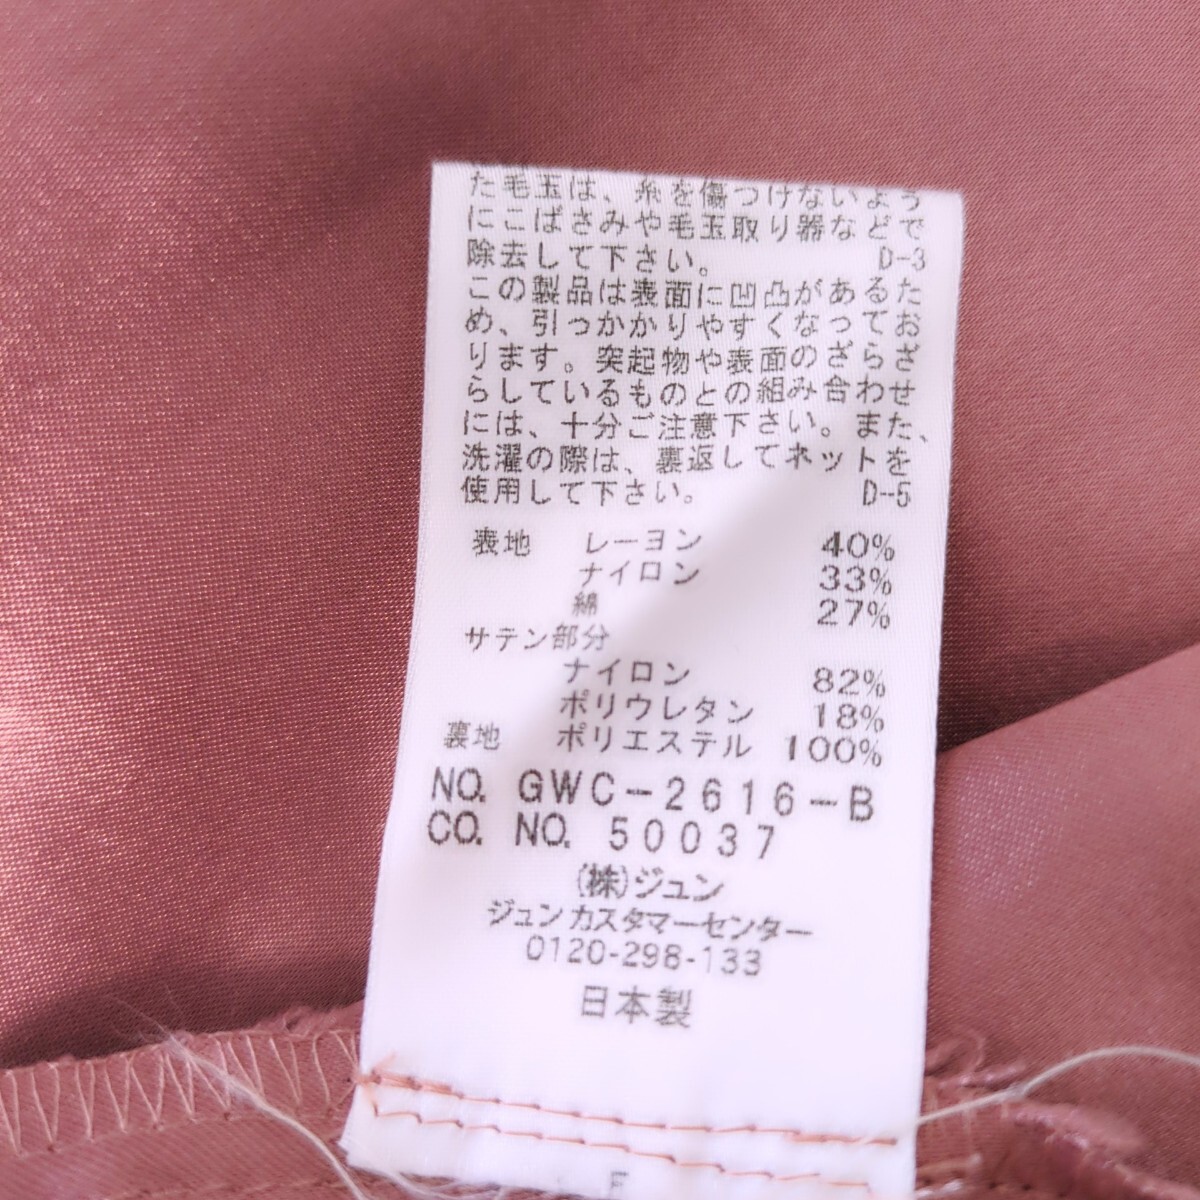 た毛玉は、糸を傷つけないよう
にこばさみや毛玉取り器などで
除去して下さい。 D-3
この製品は表面に凹凸があるた
め、引っかかりやすくなってお
ります。突起物や表面のざらざ
らしているものとの組み合わせ
には、十分ご注意下さい。また、
洗濯の際は、裏返してネットを
使用して下さい。 D-5
表地 レーヨン 40%
ナイロン 33%
綿 27%
サテン部分
ナイロン 82%
ポリウレタン 18%
裏地 ポリエステル 100%
NO. GWC-2616-B
CO. NO. 50037
(株)ジュン
ジュンカスタマーセンター
0120-298-133
日本製